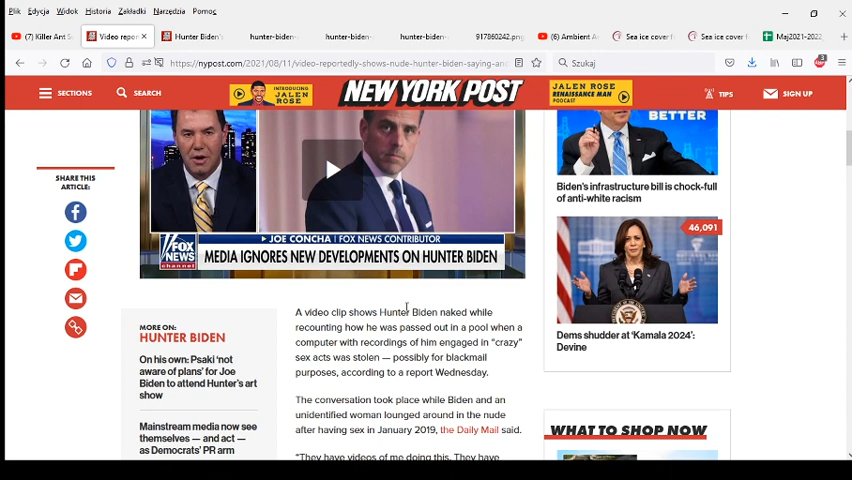 Plik Edycja Widok Historia Zakładki Narzędzia Pomoc
(7) Killer Ant S
Video repor
Hunter Biden's
hunter-biden-
hunter-biden-
hunter-biden-
917860242.png
(6) Ambient A
Sea ice cover f
Sea ice cover f
Maj2021-2022
https://nypost.com/2021/08/11/video-reportedly-shows-nude-hunter-biden-saying-an
Szukaj
3
SECTIONS
SEARCH
INTRODUCING
JALEN
ROSE
NEW YORK POST
JALEN ROSE
RENAISSANCE MAN
PODCAST
TIPS
SIGN UP
SHARE THIS
ARTICLE:
JOE CONCHA | FOX NEWS CONTRIBUTOR
FOX
NEWS
channel
MEDIA IGNORES NEW DEVELOPMENTS ON HUNTER BIDEN
MORE ON:
HUNTER BIDEN
On his own: Psaki 'not
aware of plans' for Joe
Biden to attend Hunter's art
show
Mainstream media now see
themselves — and act —
as Democrats' PR arm
A video clip shows Hunter Biden naked while
recounting how he was passed out in a pool when a
computer with recordings of him engaged in "crazy"
sex acts was stolen — possibly for blackmail
purposes, according to a report Wednesday.
The conversation took place while Biden and an
unidentified woman lounged around in the nude
after having sex in January 2019, the Daily Mail said.
"They have videos of me doing this. They have
BETTER
Biden's infrastructure bill is chock-full
of anti-white racism
46,091
Dems shudder at 'Kamala 2024':
Devine
WHAT TO SHOP NOW